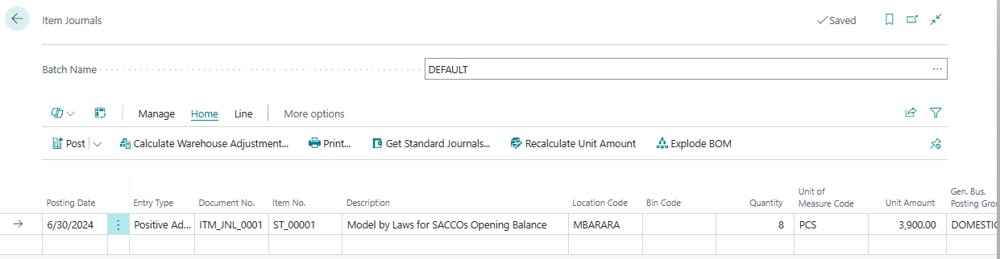 Item Journals
Saved
Batch Name
DEFAULT
Manage Home Line More options
Post Calculate Warehouse Adjustment... Print... Get Standard Journals... Recalculate Unit Amount Explode BOM
Posting Date Entry Type Document No. Item No. Description Location Code Bin Code Quantity Unit of Measure Code Unit Amount Gen. Bus. Posting Grou
6/30/2024 Positive Ad... ITM_JNL_0001 ST_00001 Model by Laws for SACCOs Opening Balance MBARARA 8 PCS 3,900.00 DOMESTIC